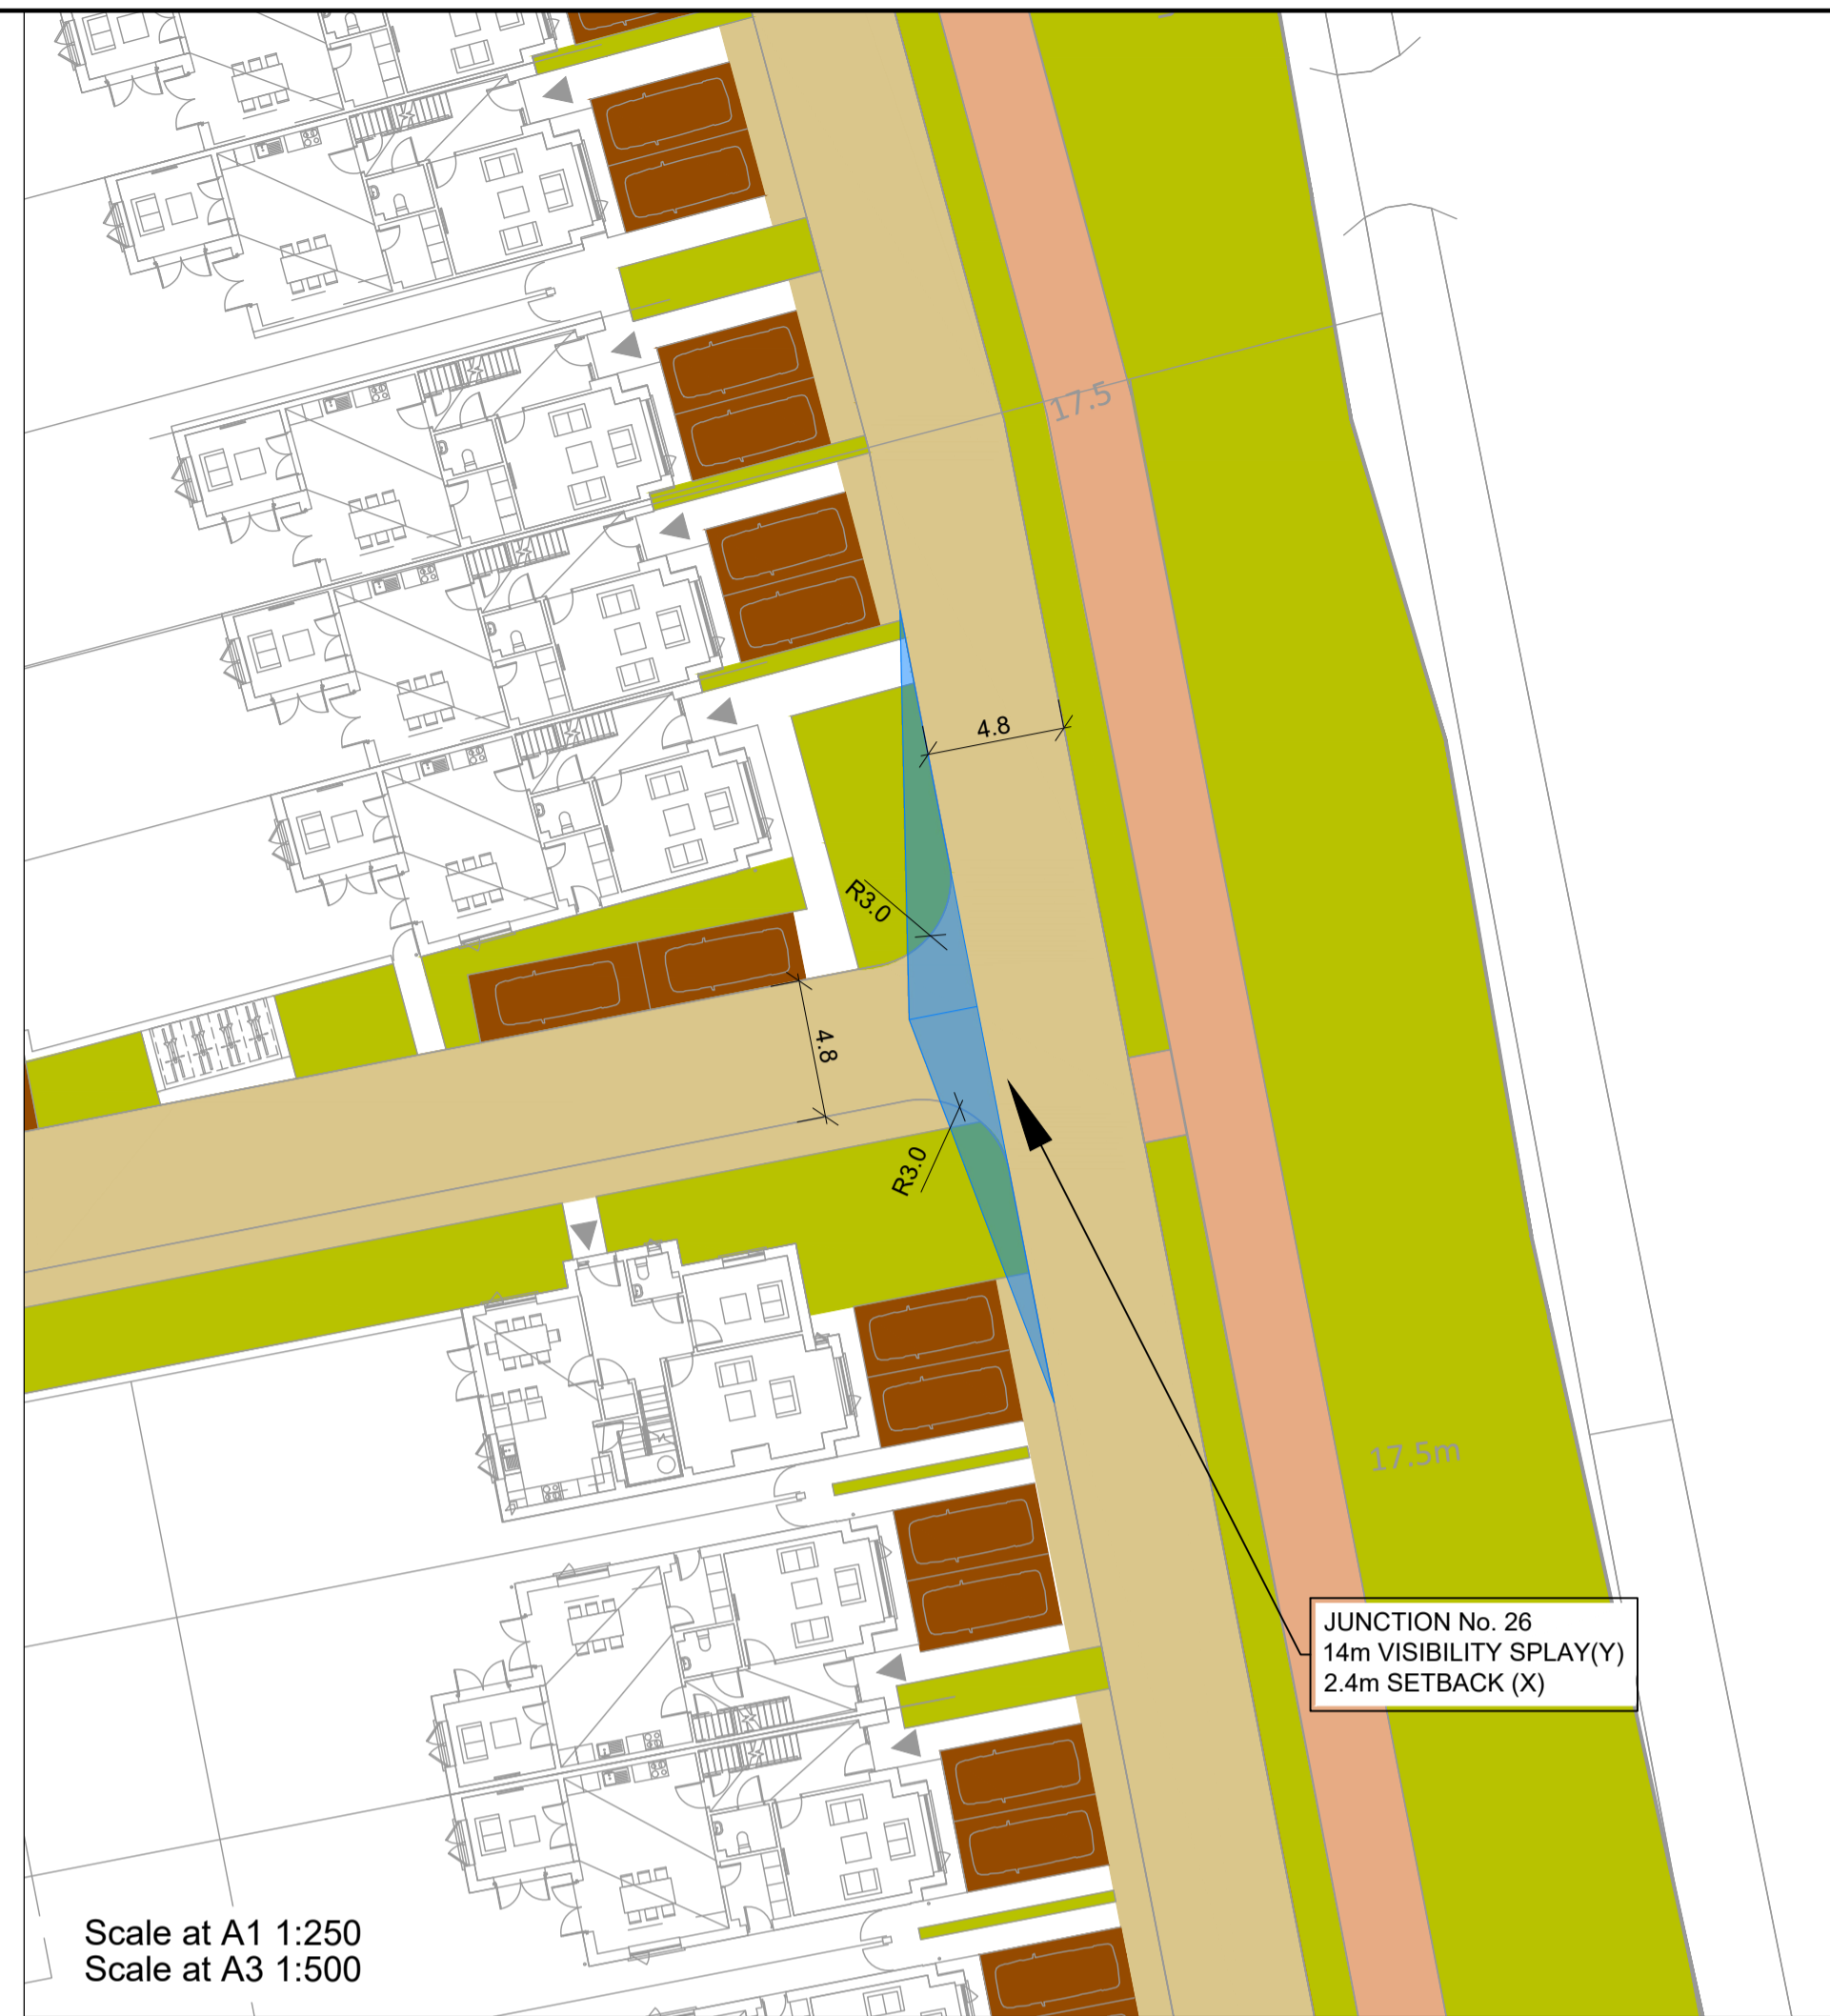 17.5
4.8
R3.0
4.8
R3.0
17.5m
JUNCTION No. 26
14m VISIBILITY SPLAY(Y)
2.4m SETBACK (X)
Scale at A1 1:250
Scale at A3 1:500